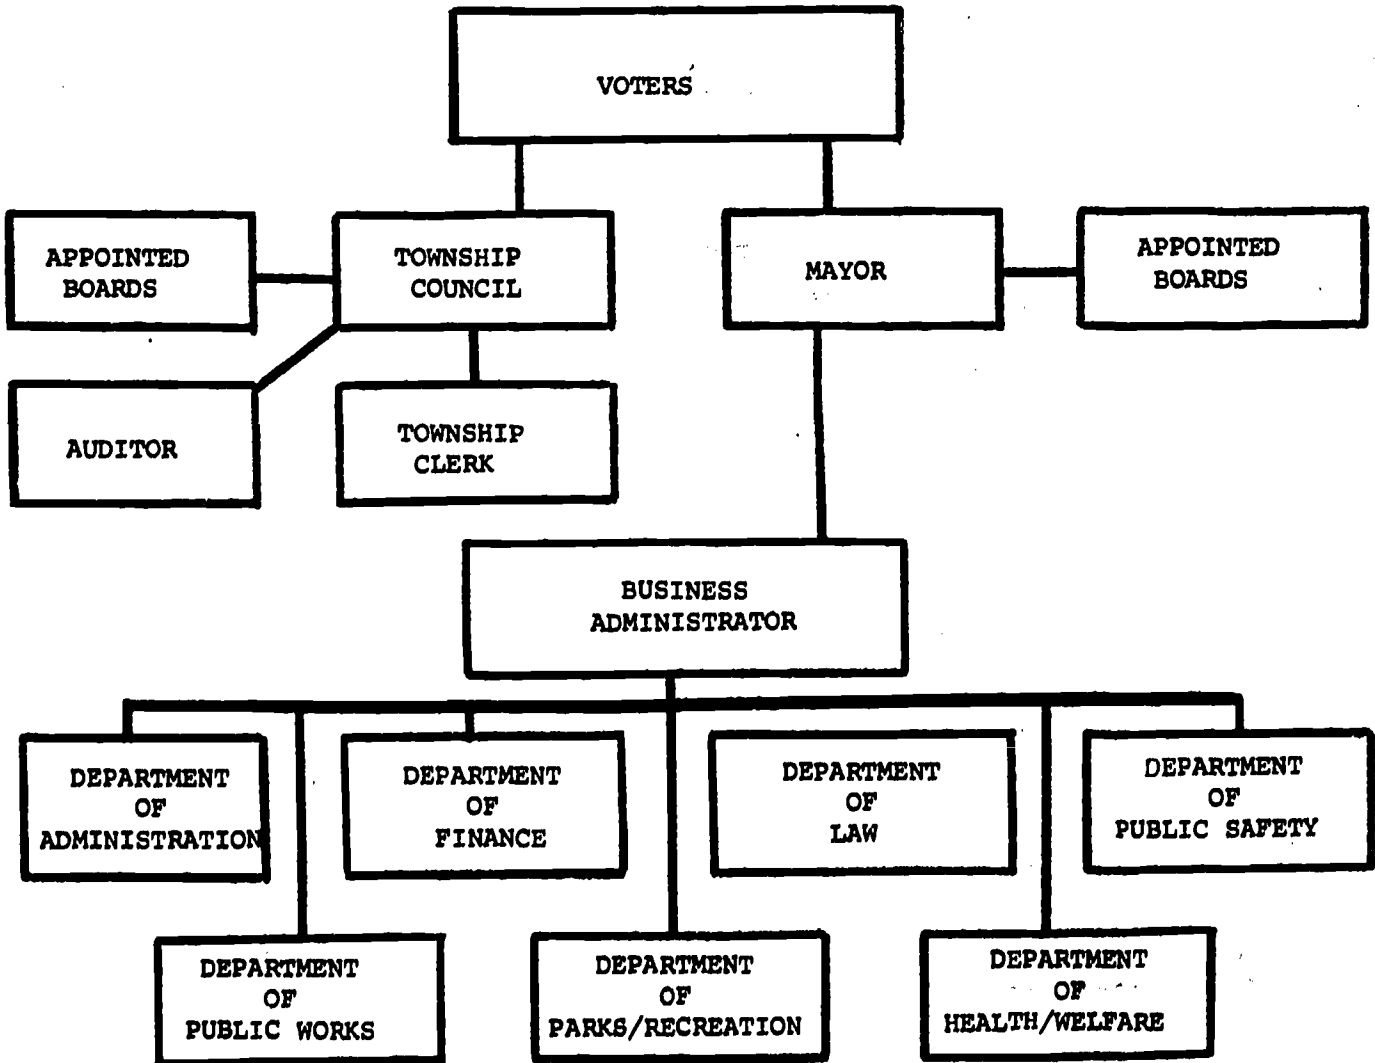 VOTERS
APPOINTED
BOARDS
TOWNSHIP
COUNCIL
MAYOR
APPOINTED
BOARDS
AUDITOR
TOWNSHIP
CLERK
BUSINESS
ADMINISTRATOR
DEPARTMENT
OF
ADMINISTRATION
DEPARTMENT
OF
FINANCE
DEPARTMENT
OF
LAW
DEPARTMENT
OF
PUBLIC SAFETY
DEPARTMENT
OF
PUBLIC WORKS
DEPARTMENT
OF
PARKS/RECREATION
DEPARTMENT
OF
HEALTH/WELFARE